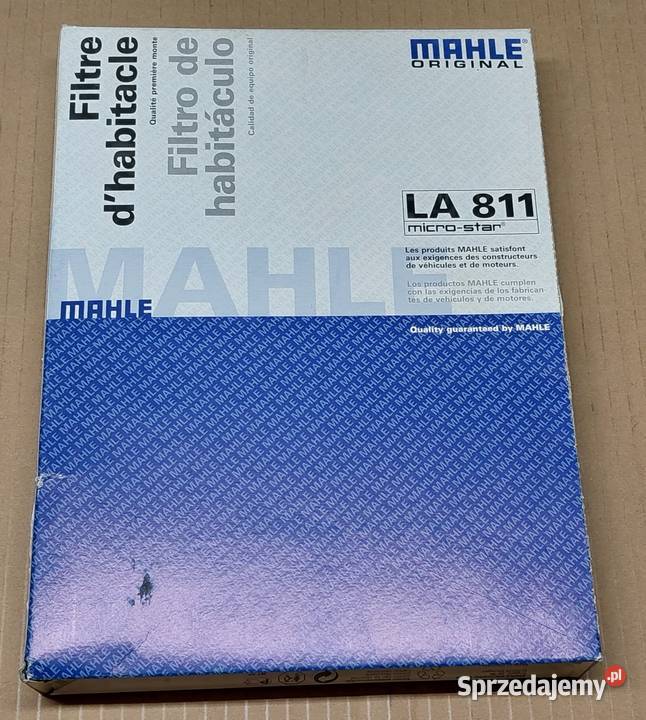 MAHLE®
ORIGINAL
Filtre
d'habitacle
Qualité première monte
Filtro de
habitáculo
Calidad de equipo original
LA 811
micro-star®
Les produits MAHLE satisfont
aux exigences des constructeurs
de véhicules et de moteurs.
Los productos MAHLE cumplen
con las exigencias de los fabrican
tes de vehículos y de motores.
MAHLE
MAHLE
Quality guaranteed by MAHLE
Sprzedajemy.pl